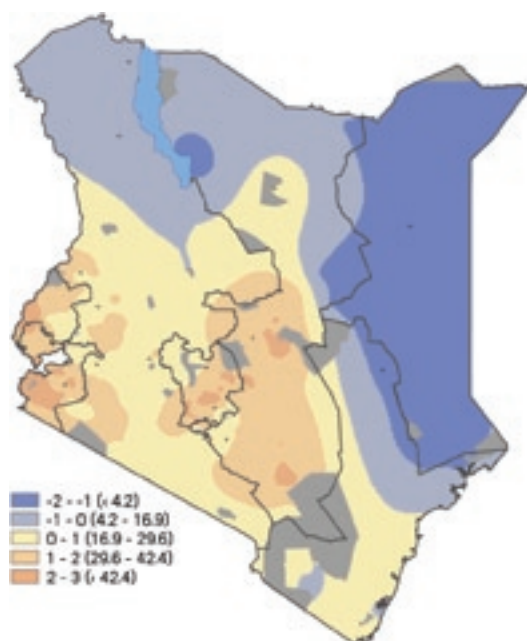 -2 - -1 (< 4.2)
-1 - 0 (4.2 - 16.9)
0 - 1 (16.9 - 29.6)
1 - 2 (29.6 - 42.4)
2 - 3 (> 42.4)